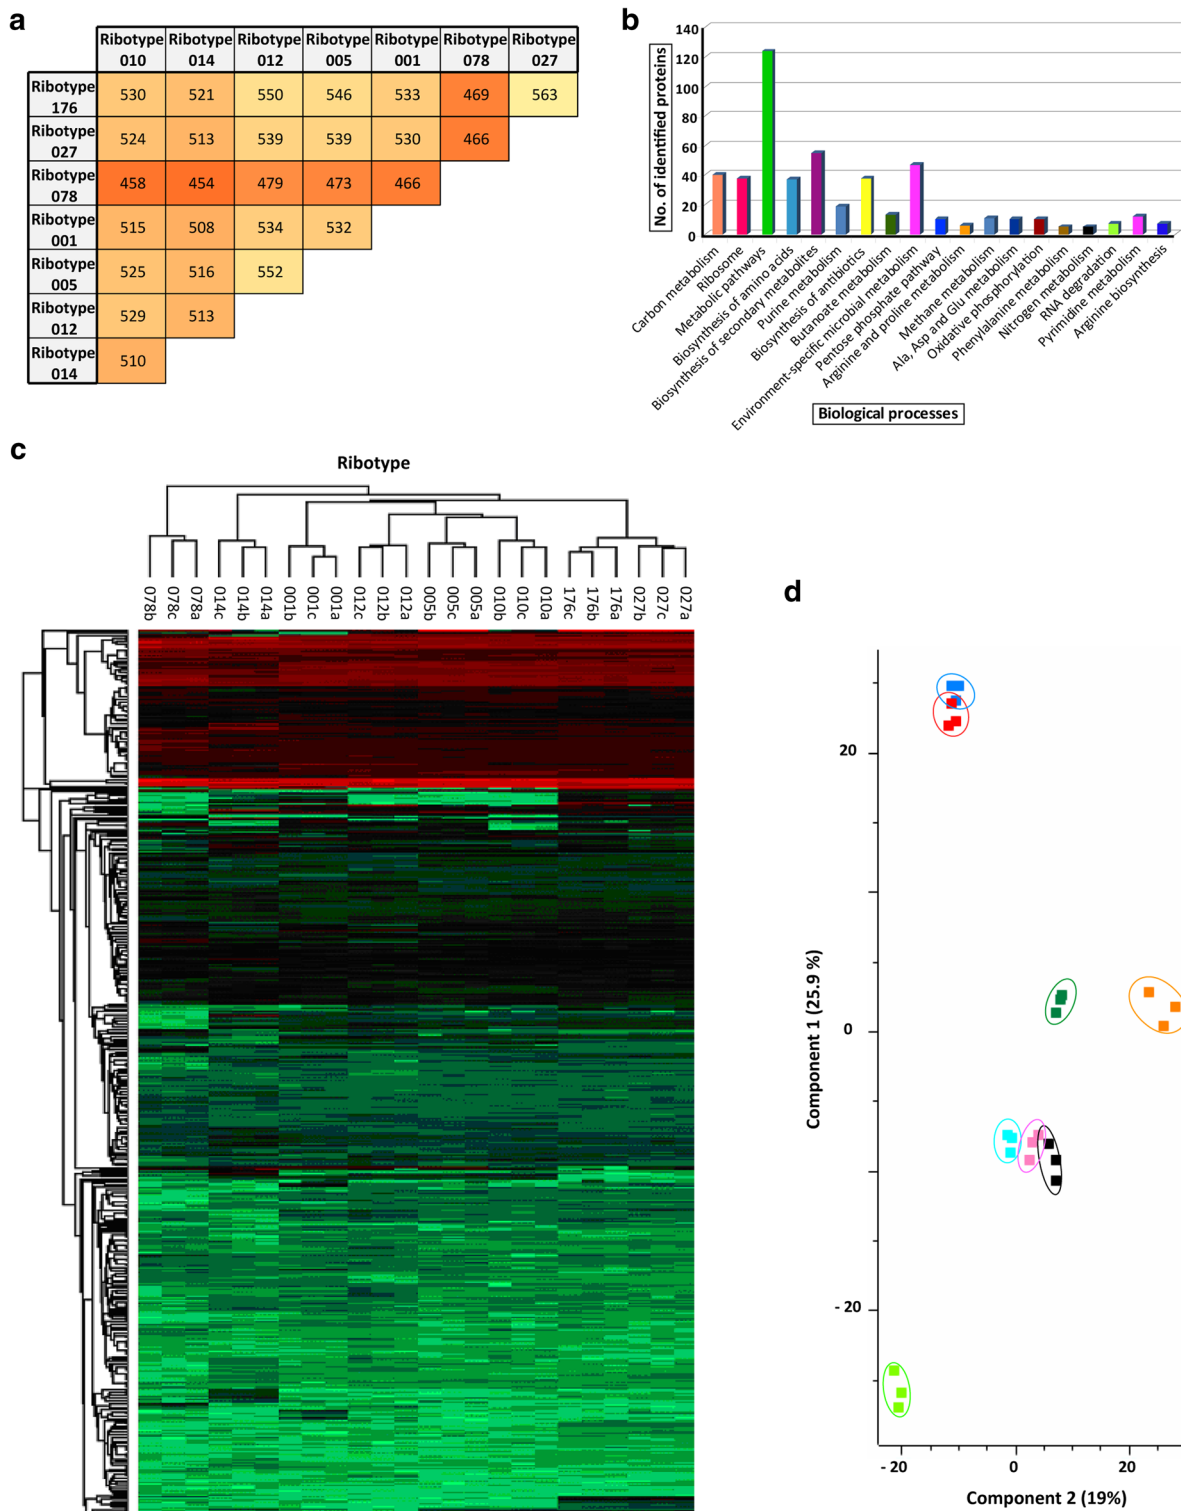 a
Ribotype 010 Ribotype 014 Ribotype 012 Ribotype 005 Ribotype 001 Ribotype 078 Ribotype 027
Ribotype 176 530 521 550 546 533 469 563
Ribotype 027 524 513 539 539 530 466
Ribotype 078 458 454 479 473 466
Ribotype 001 515 508 534 532
Ribotype 005 525 516 552
Ribotype 012 529 513
Ribotype 014 510
b
No. of identified proteins
140
120
100
80
60
40
20
0
Carbon metabolism
Ribosome
Metabolic pathways
Biosynthesis of amino acids
Biosynthesis of secondary metabolites
Purine metabolism
Biosynthesis of antibiotics
Butanoate metabolism
Environment-specific microbial metabolism
Pentose phosphate pathway
Arginine and proline metabolism
Methane metabolism
Ala, Asp and Glu metabolism
Oxidative phosphorylation
Phenylalanine metabolism
Nitrogen metabolism
RNA degradation
Pyrimidine metabolism
Arginine biosynthesis
Biological processes
c
Ribotype
078b 078c 078a 014c 014b 014a 001b 001c 001a 012c 012b 012a 005b 005c 005a 010b 010c 010a 176c 176b 176a 027b 027c 027a
d
Component 1 (25.9 %)
20
0
- 20
- 20 0 20
Component 2 (19%)